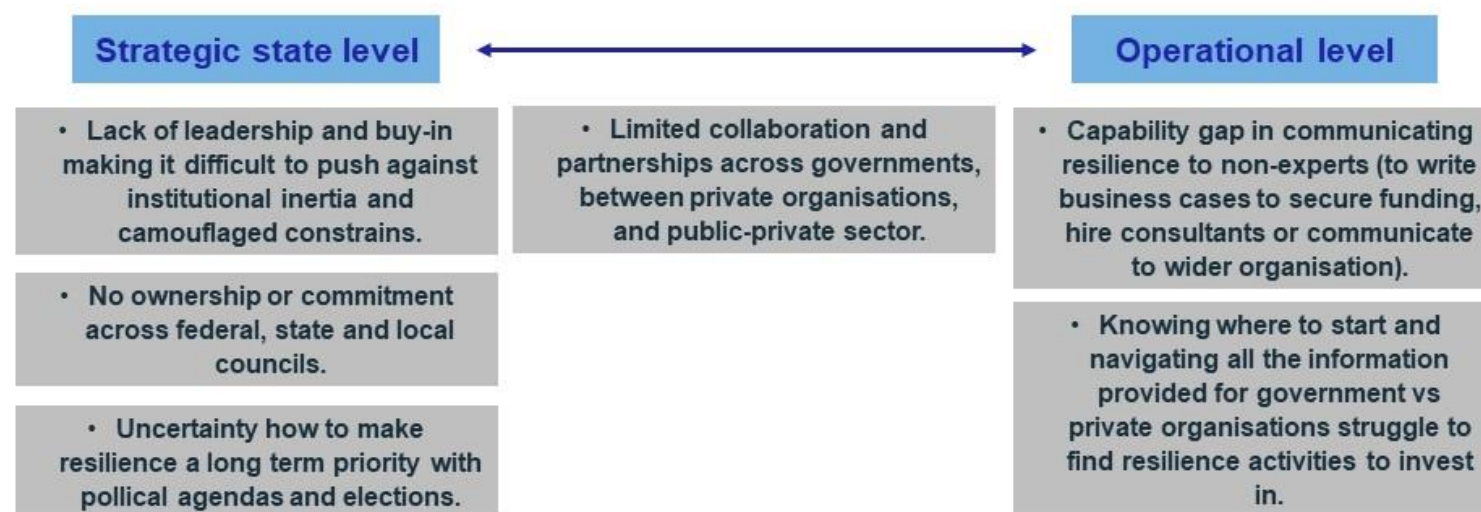 Strategic state level
Operational level
• Lack of leadership and buy-in
making it difficult to push against
institutional inertia and
camouflaged constrains.
• No ownership or commitment
across federal, state and local
councils.
• Uncertainty how to make
resilience a long term priority with
pollical agendas and elections.
• Limited collaboration and
partnerships across governments,
between private organisations,
and public-private sector.
• Capability gap in communicating
resilience to non-experts (to write
business cases to secure funding,
hire consultants or communicate
to wider organisation).
• Knowing where to start and
navigating all the information
provided for government vs
private organisations struggle to
find resilience activities to invest
in.